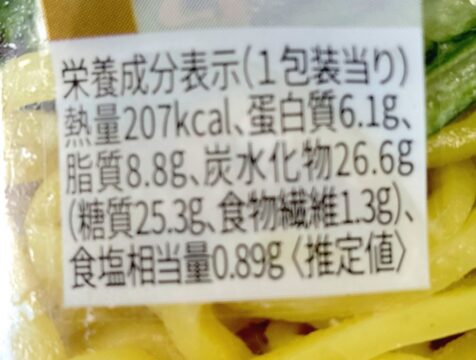 栄養成分表示(1包装当り)
熱量207kcal、蛋白質6.1g、
脂質8.8g、炭水化物26.6g
(糖質25.3g、食物繊維1.3g)、
食塩相当量0.89g〈推定値〉